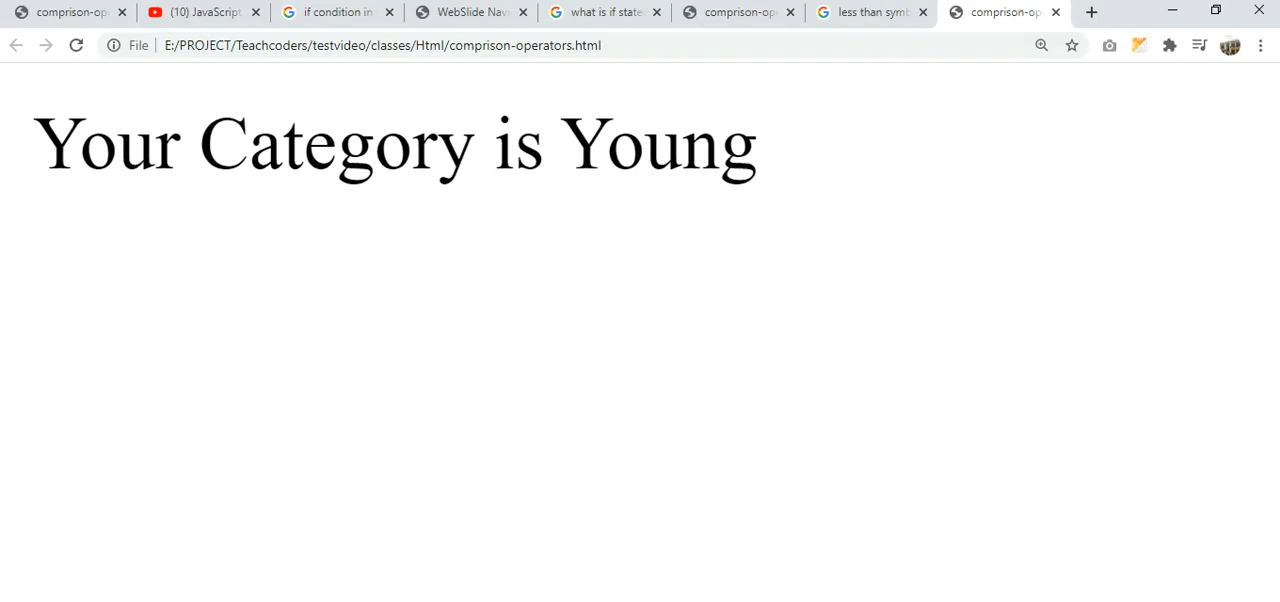 comprison-op
(10) JavaScript
if condition in
WebSlide Nav
what is if state
comprison-op
less than symb
comprison-op
File
E:/PROJECT/Teachcoders/testvideo/classes/Html/comprison-operators.html
Your Category is Young